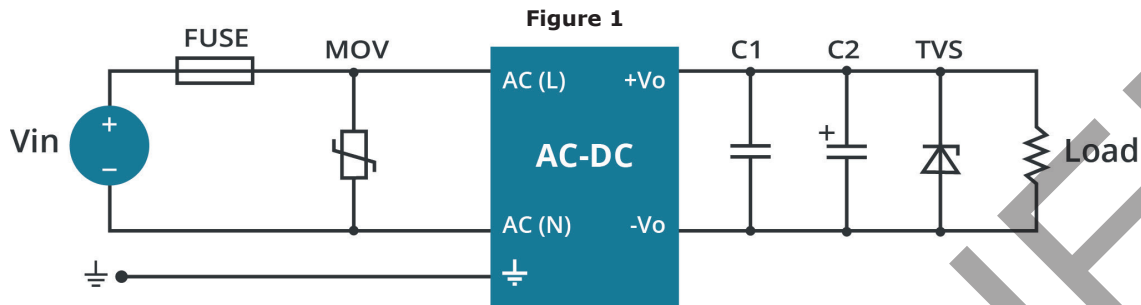 Figure 1
FUSE
MOV
C1
C2
TVS
AC (L)
+Vo
Vin
+
−
AC-DC
+
Load
AC (N)
-Vo